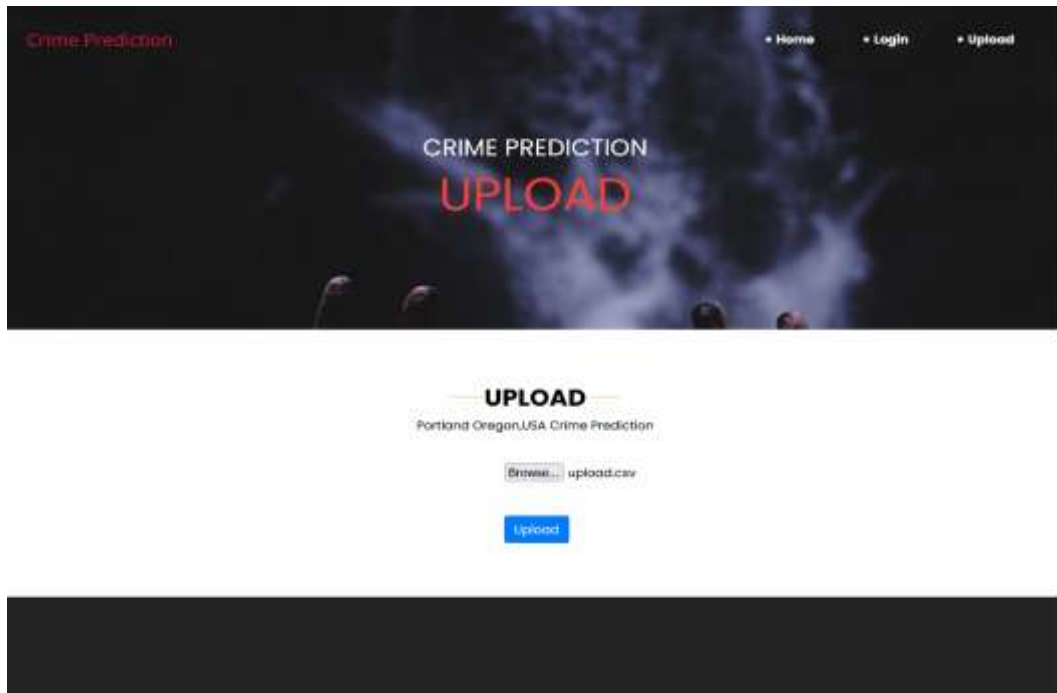 Crime Prediction
• Home • Login • Upload
CRIME PREDICTION
UPLOAD
UPLOAD
Portland Oregon,USA Crime Prediction
Browse... upload.csv
Upload